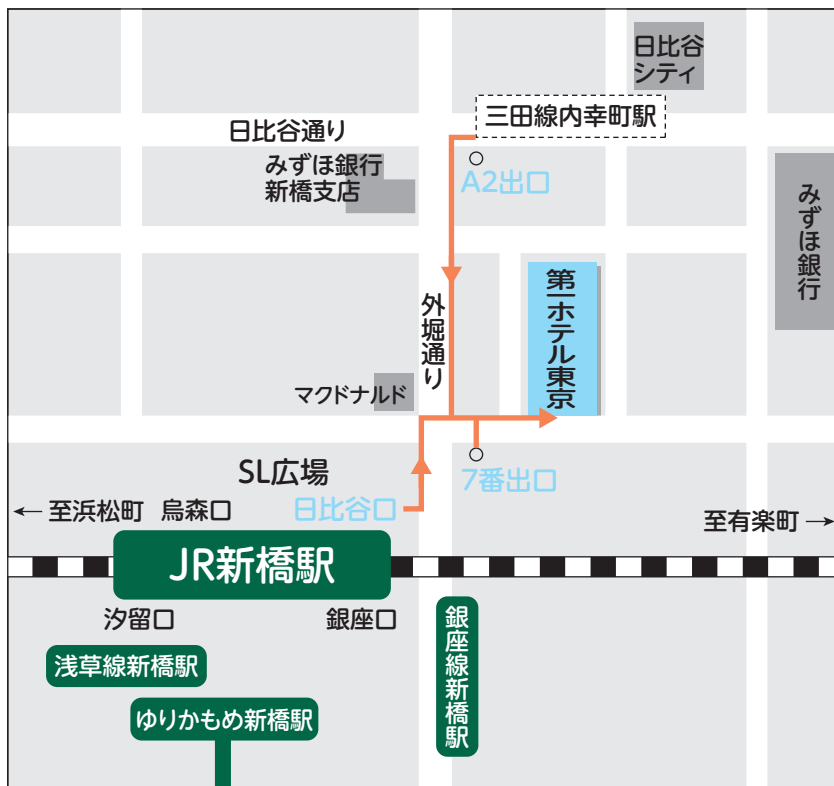 日比谷
シティ
三田線内幸町駅
日比谷通り
みずほ銀行
新橋支店
A2出口
みずほ銀行
第一ホテル東京
外堀通り
マクドナルド
SL広場
7番出口
日比谷口
←至浜松町
烏森口
至有楽町→
JR新橋駅
汐留口
銀座口
銀座線新橋駅
浅草線新橋駅
ゆりかもめ新橋駅